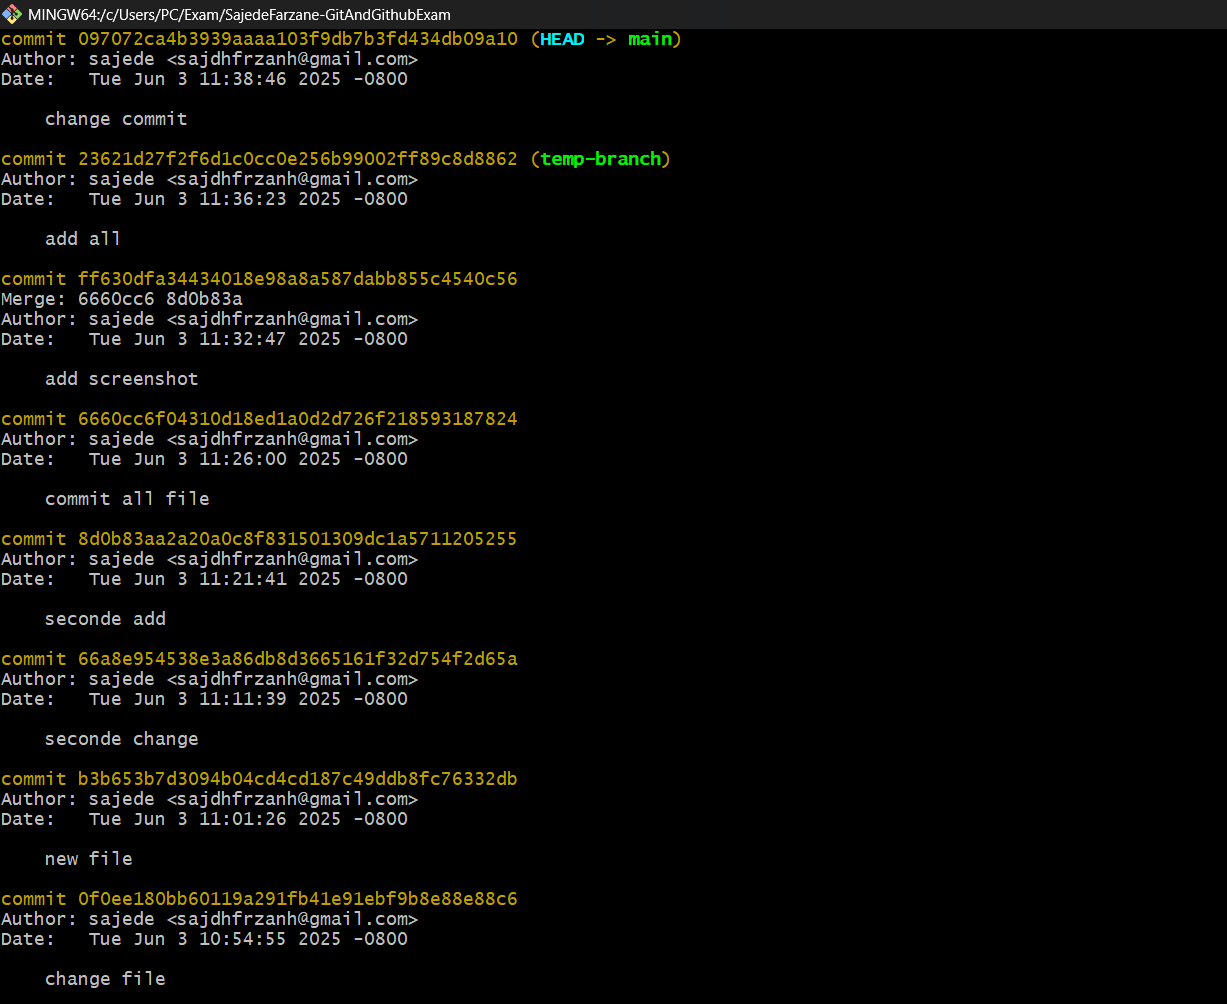 MINGW64:/c/Users/PC/Exam/SajedeFarzane-GitAndGithubExam
commit 097072ca4b3939aaaa103f9db7b3fd434db09a10 (HEAD -> main)
Author: sajede <sajdhfrzanh@gmail.com>
Date:   Tue Jun 3 11:38:46 2025 -0800
    change commit
commit 23621d27f2f6d1c0cc0e256b99002ff89c8d8862 (temp-branch)
Author: sajede <sajdhfrzanh@gmail.com>
Date:   Tue Jun 3 11:36:23 2025 -0800
    add all
commit ff630dfa34434018e98a8a587dabb855c4540c56
Merge: 6660cc6 8d0b83a
Author: sajede <sajdhfrzanh@gmail.com>
Date:   Tue Jun 3 11:32:47 2025 -0800
    add screenshot
commit 6660cc6f04310d18ed1a0d2d726f218593187824
Author: sajede <sajdhfrzanh@gmail.com>
Date:   Tue Jun 3 11:26:00 2025 -0800
    commit all file
commit 8d0b83aa2a20a0c8f831501309dc1a5711205255
Author: sajede <sajdhfrzanh@gmail.com>
Date:   Tue Jun 3 11:21:41 2025 -0800
    seconde add
commit 66a8e954538e3a86db8d3665161f32d754f2d65a
Author: sajede <sajdhfrzanh@gmail.com>
Date:   Tue Jun 3 11:11:39 2025 -0800
    seconde change
commit b3b653b7d3094b04cd4cd187c49ddb8fc76332db
Author: sajede <sajdhfrzanh@gmail.com>
Date:   Tue Jun 3 11:01:26 2025 -0800
    new file
commit 0f0ee180bb60119a291fb41e91ebf9b8e88e88c6
Author: sajede <sajdhfrzanh@gmail.com>
Date:   Tue Jun 3 10:54:55 2025 -0800
    change file